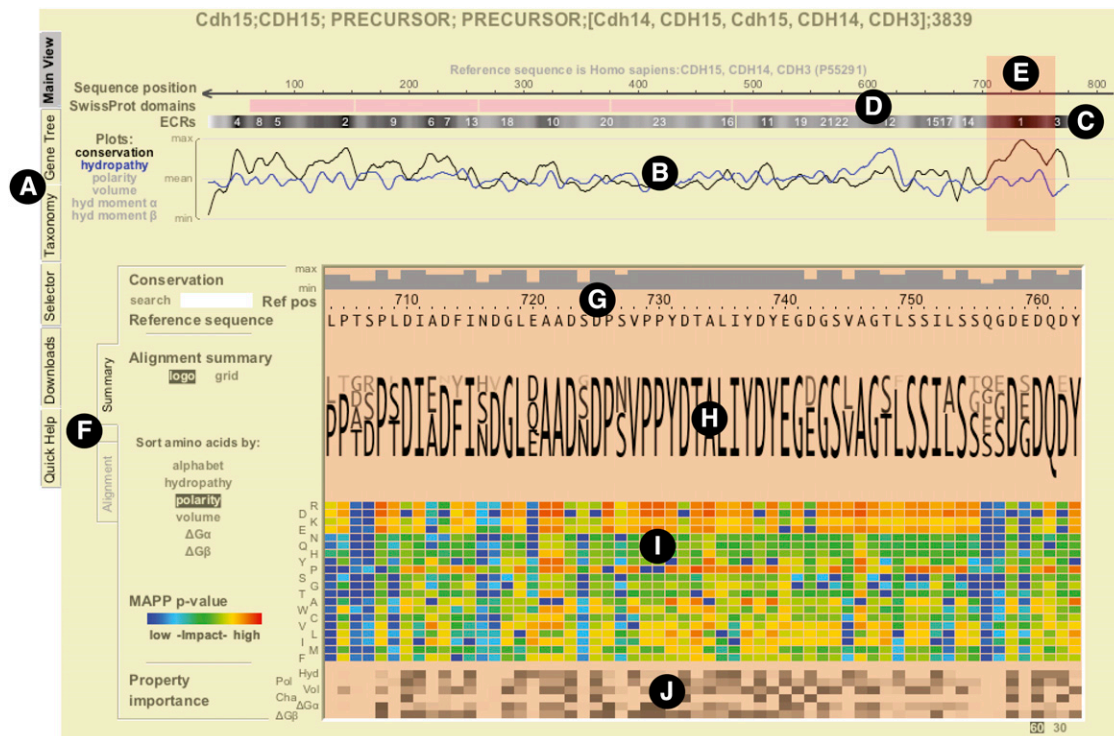 Cdh15;CDH15; PRECURSOR; PRECURSOR;[Cdh14, CDH15, Cdh15, CDH14, CDH3];3839
Main View
Gene Tree
Taxonomy
Selector
Downloads
Quick Help
A
Reference sequence is Homo sapiens:CDH15, CDH14, CDH3 (P55291)
E
Sequence position
100 200 300 400 500 600 700 800
SwissProt domains
D
ECRs
4 8 5 2 6 7 13 18 10 20 23 16 11 19 21 22 12 15 17 14 1 3
C
Plots:
conservation
hydropathy
polarity
volume
hyd moment α
hyd moment β
max
mean
min
B
Summary
Alignment
F
Conservation
max
min
search
Ref pos
710 720 730 740 750 760
G
Reference sequence
LPTSPLDIADFINDGLEAADSDPSVPPYDTALIYDYEGDGSVAGTLSSILSSQGDEDQDY
Alignment summary
logo grid
H
Sort amino acids by:
alphabet
hydropathy
polarity
volume
ΔGα
ΔGβ
R
D
K
E
N
Q
H
Y
P
S
G
T
A
W
C
V
L
I
M
F
I
MAPP p-value
low -Impact- high
Property
importance
Hyd
Pol
Vol
Cha
ΔGα
ΔGβ
J
60 30